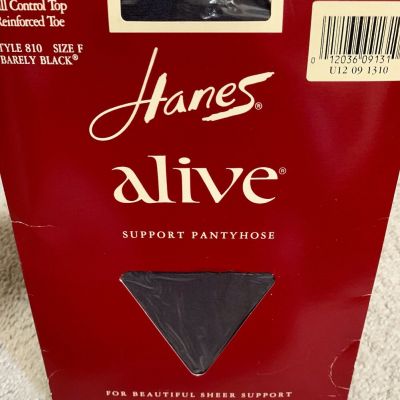 ll Control Top
Reinforced Toe
STYLE 810 SIZE F
BARELY BLACK®
0 12036 09131
U12 09 1310
Hanes®
alive®
SUPPORT PANTYHOSE
FOR BEAUTIFUL SHEER SUPPORT